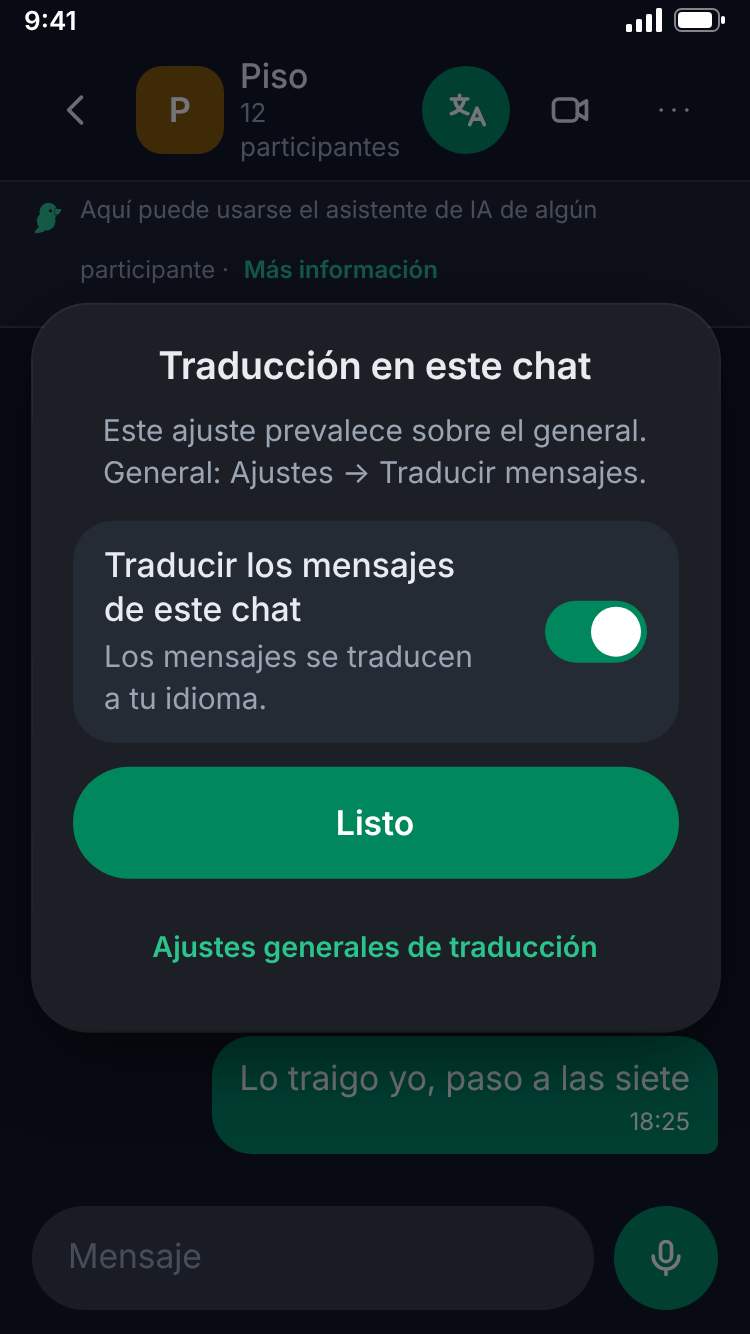 9:41
P
Piso
12
participantes
Aquí puede usarse el asistente de IA de algún
participante · Más información
Traducción en este chat
Este ajuste prevalece sobre el general.
General: Ajustes → Traducir mensajes.
Traducir los mensajes
de este chat
Los mensajes se traducen
a tu idioma.
Listo
Ajustes generales de traducción
Lo traigo yo, paso a las siete
18:25
Mensaje